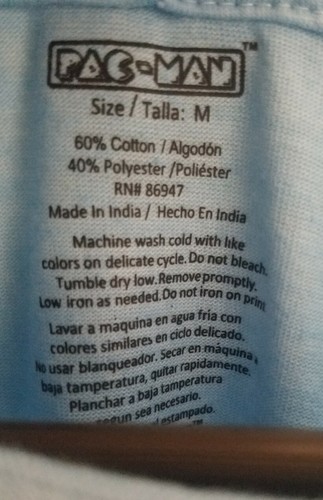 PAC-MAN™
Size / Talla: M
60% Cotton / Algodón
40% Polyester /Poliéster
RN# 86947
Made In India / Hecho En India
Machine wash cold with like
colors on delicate cycle. Do not bleach.
Tumble dry low. Remove promptly.
Low iron as needed. Do not iron on print
Lavar a máquina en agua fría con
colores similares en ciclo delicado.
No usar blanqueador. Secar en máquina
baja temperatura, quitar rapidamente.
Planchar a baja temperatura
segun sea necesario.
estampado.